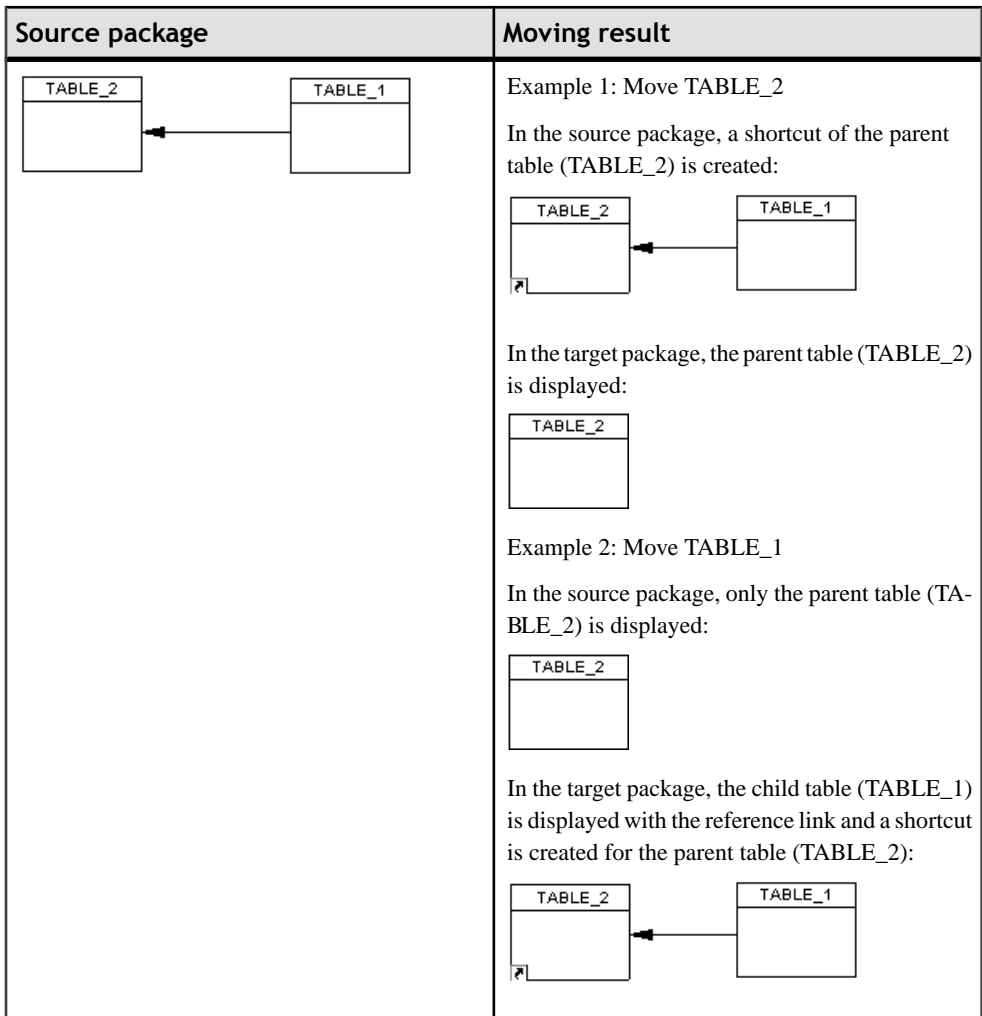 Source package
Moving result
TABLE_2
TABLE_1
Example 1: Move TABLE_2
In the source package, a shortcut of the parent
table (TABLE_2) is created:
TABLE_2
TABLE_1
In the target package, the parent table (TABLE_2)
is displayed:
TABLE_2
Example 2: Move TABLE_1
In the source package, only the parent table (TA-
BLE_2) is displayed:
TABLE_2
In the target package, the child table (TABLE_1)
is displayed with the reference link and a shortcut
is created for the parent table (TABLE_2):
TABLE_2
TABLE_1